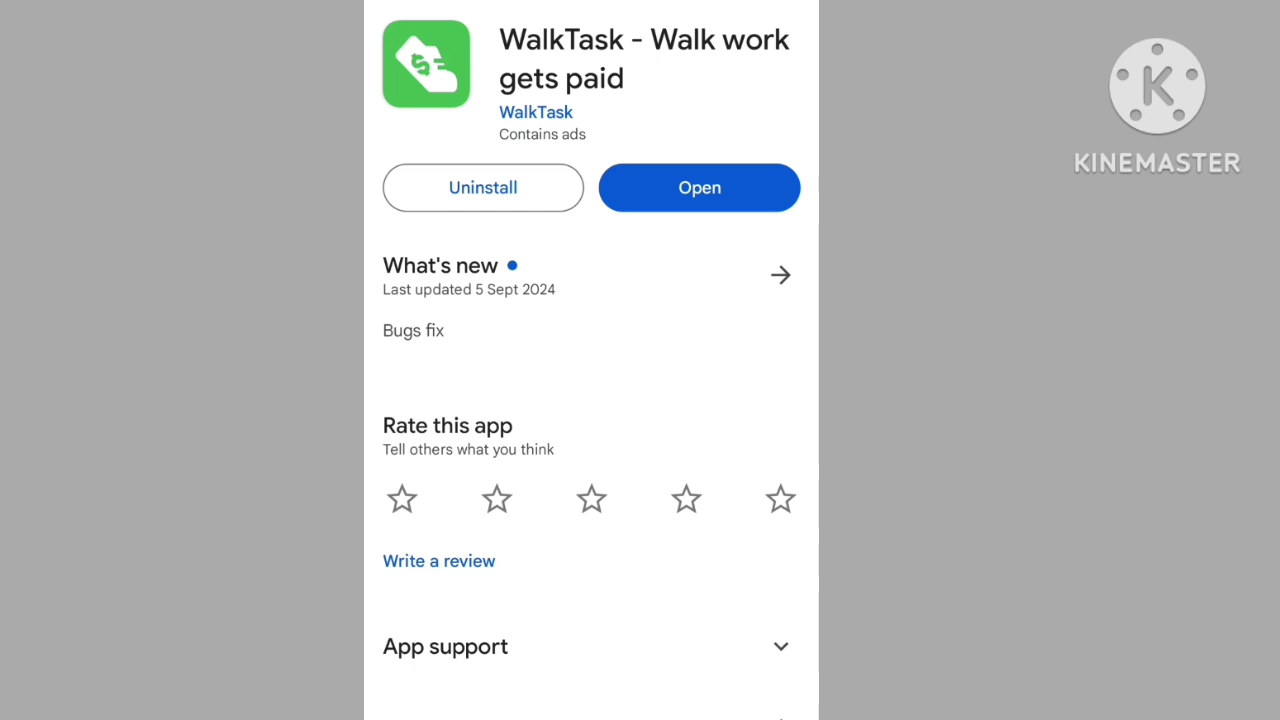 WalkTask - Walk work
gets paid
WalkTask
Contains ads
Uninstall
Open
What's new
Last updated 5 Sept 2024
Bugs fix
Rate this app
Tell others what you think
Write a review
App support
K
KINEMASTER